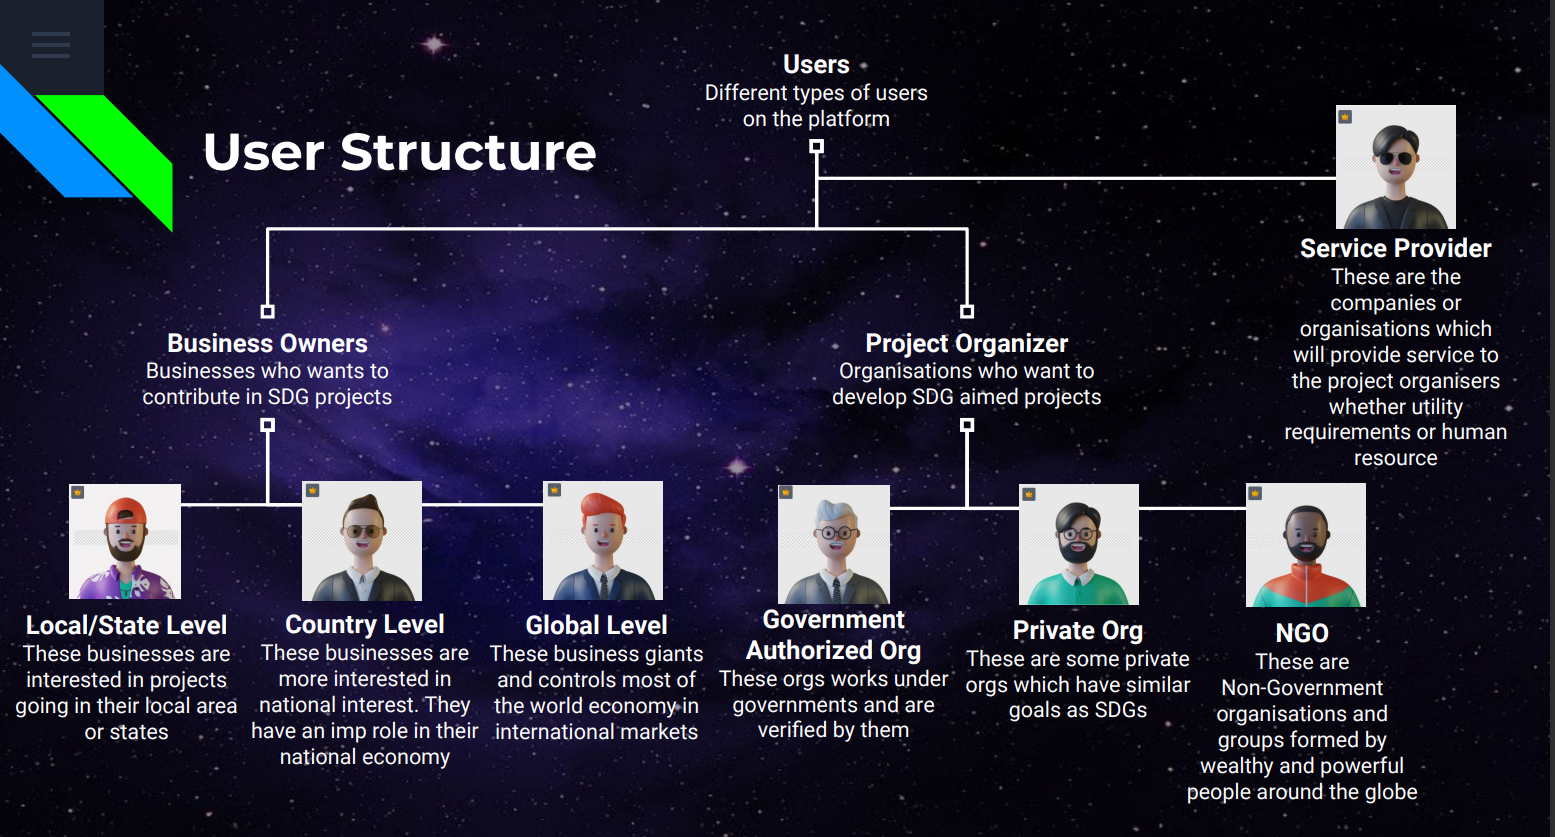 Users
Different types of users
on the platform
User Structure
Service Provider
These are the
companies or
organisations which
will provide service to
the project organisers
whether utility
requirements or human
resource
Business Owners
Businesses who wants to
contribute in SDG projects
Project Organizer
Organisations who want to
develop SDG aimed projects
Local/State Level
These businesses are
interested in projects
going in their local area
or states
Country Level
These businesses are
more interested in
national interest. They
have an imp role in their
national economy
Global Level
These business giants
and controls most of
the world economy in
international markets
Government
Authorized Org
These orgs works under
governments and are
verified by them
Private Org
These are some private
orgs which have similar
goals as SDGs
NGO
These are
Non-Government
organisations and
groups formed by
wealthy and powerful
people around the globe